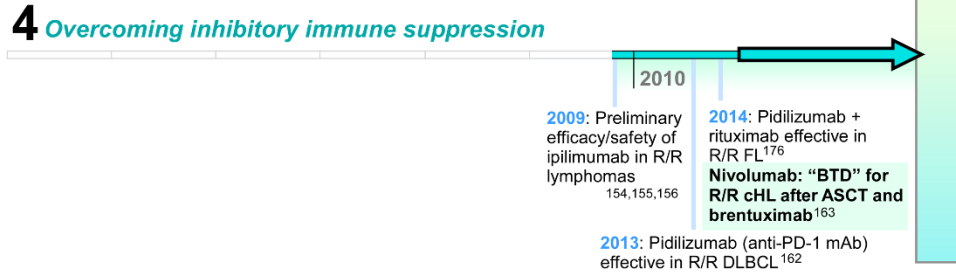 4 Overcoming inhibitory immune suppression
2010
2009: Preliminary
efficacy/safety of
ipilimumab in R/R
lymphomas
154,155,156
2014: Pidilizumab +
rituximab effective in
R/R FL176
Nivolumab: “BTD” for
R/R cHL after ASCT and
brentuximab163
2013: Pidilizumab (anti-PD-1 mAb)
effective in R/R DLBCL162